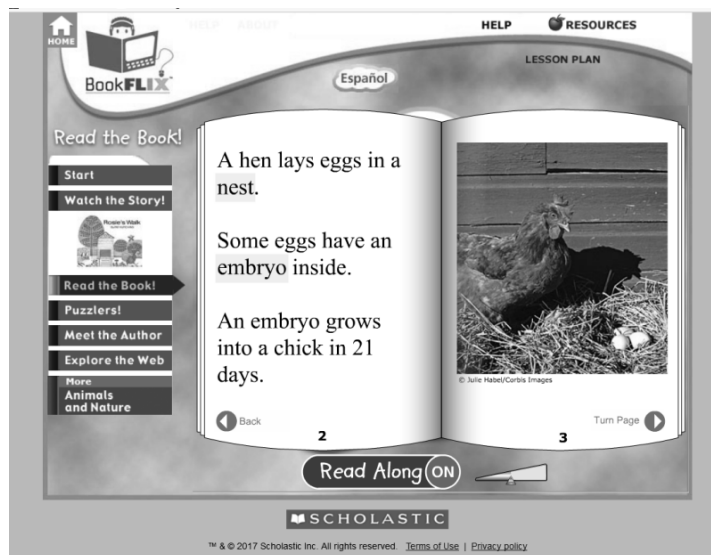 HELP ABOUT
HELP RESOURCES
HOME
LESSON PLAN
BookFLIX™
Español
Read the Book!
Start
Watch the Story!
Rosie's Walk
Read the Book!
Puzzlers!
Meet the Author
Explore the Web
More
Animals
and Nature
A hen lays eggs in a
nest.
Some eggs have an
embryo inside.
An embryo grows
into a chick in 21
days.
Back
2
© Julie Habel/Corbis Images
Turn Page
3
Read Along ON
SCHOLASTIC
™ & © 2017 Scholastic Inc. All rights reserved. Terms of Use | Privacy policy